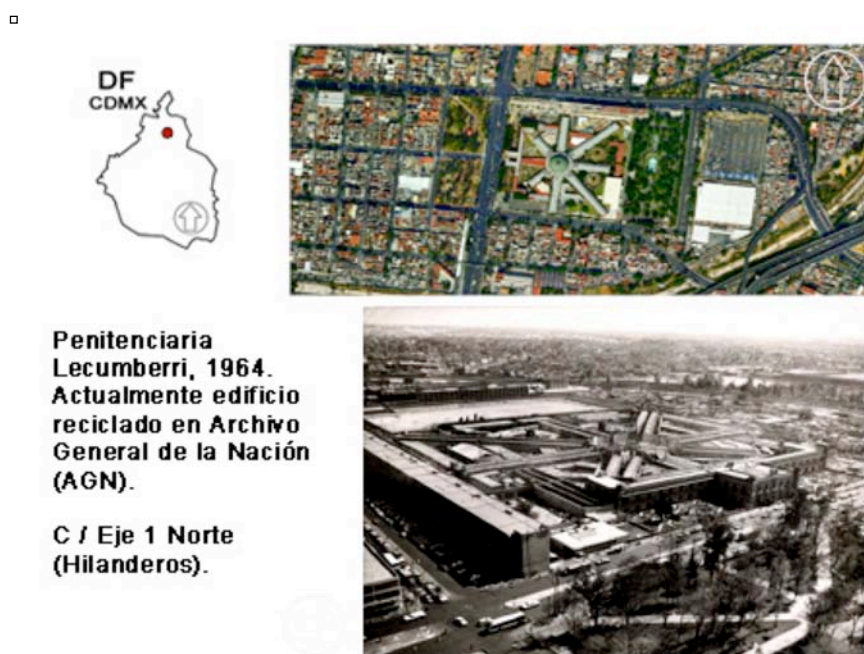 DF
CDMX
Penitenciaria
Lecumberri, 1964.
Actualmente edificio
reciclado en Archivo
General de la Nación
(AGN).
C / Eje 1 Norte
(Hilanderos).